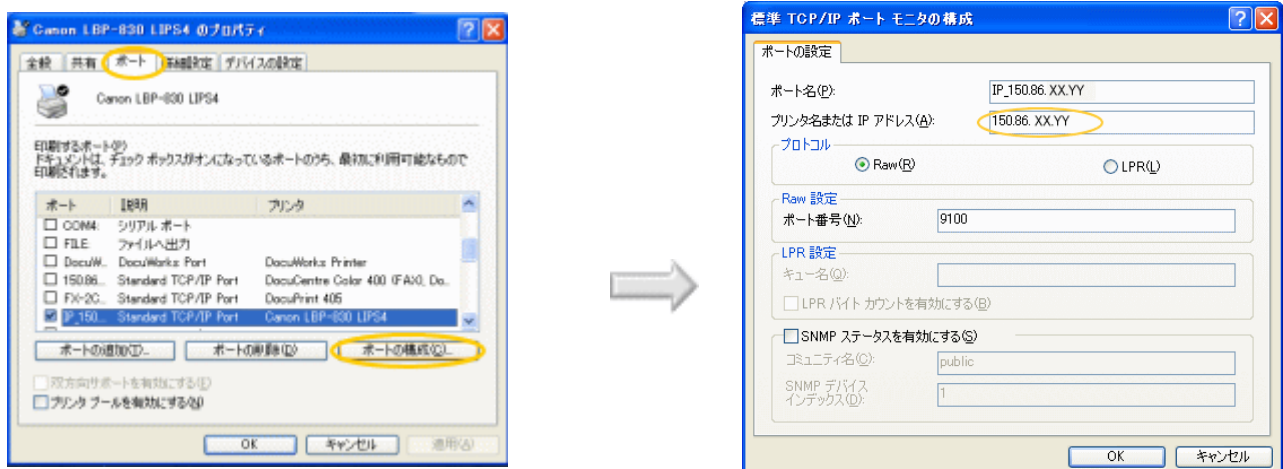 Canon LBP-830 LIPS4 のプロパティ
全般 共有 ポート 詳細設定 デバイスの設定
Canon LBP-830 LIPS4
印刷するポート(P)
ドキュメントは、チェック ボックスがオンになっているポートのうち、最初に利用可能なもので
印刷されます。
ポート 説明 プリンタ
COM4: シリアル ポート
FILE: ファイルへ出力
DocuW... DocuWorks Port DocuWorks Printer
150.86... Standard TCP/IP Port DocuCentre Color 400 (FAX), Do...
FX-2C... Standard TCP/IP Port DocuPrint 405
IP_150... Standard TCP/IP Port Canon LBP-830 LIPS4
ポートの追加(T)... ポートの削除(D) ポートの構成(C)...
双方向サポートを有効にする(E)
プリンタ プールを有効にする(N)
OK キャンセル 適用(A)
標準 TCP/IP ポート モニタの構成
ポートの設定
ポート名(P): IP_150.86. XX.YY
プリンタ名または IP アドレス(A): 150.86. XX.YY
プロトコル
Raw(R) LPR(L)
Raw 設定
ポート番号(N): 9100
LPR 設定
キュー名(Q):
LPR バイト カウントを有効にする(B)
SNMP ステータスを有効にする(S)
コミュニティ名(C): public
SNMP デバイス
インデックス(D): 1
OK キャンセル